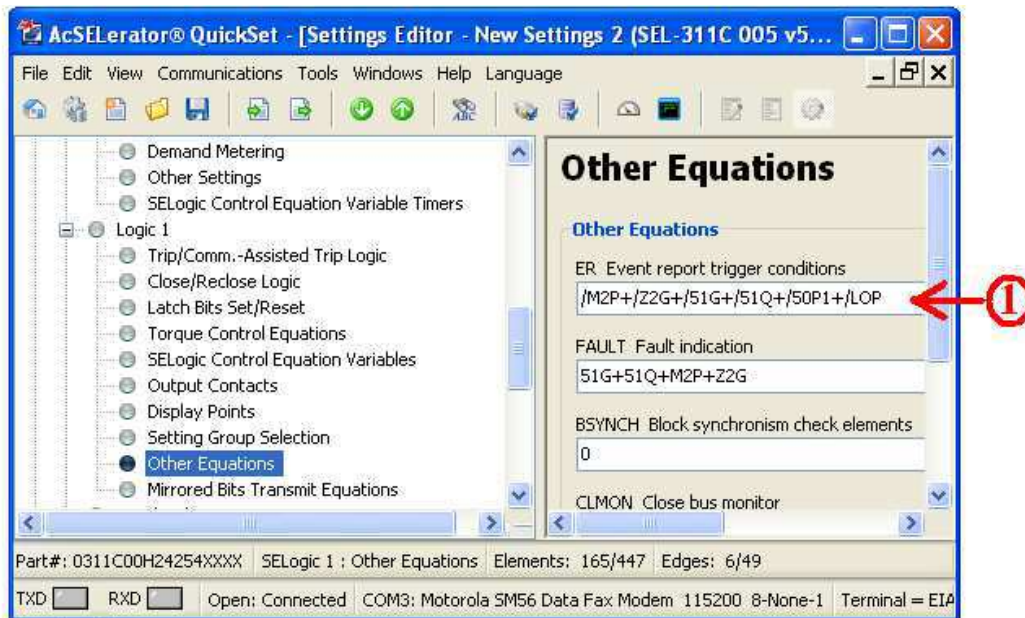 AcSELerator® QuickSet - [Settings Editor - New Settings 2 (SEL-311C 005 v5...
File Edit View Communications Tools Windows Help Language
ABC
Demand Metering
Other Settings
SELogic Control Equation Variable Timers
Logic 1
Trip/Comm.-Assisted Trip Logic
Close/Reclose Logic
Latch Bits Set/Reset
Torque Control Equations
SELogic Control Equation Variables
Output Contacts
Display Points
Setting Group Selection
Other Equations
Mirrored Bits Transmit Equations
Other Equations
Other Equations
ER Event report trigger conditions
/M2P+/Z2G+/51G+/51Q+/50P1+/LOP
1
FAULT Fault indication
51G+51Q+M2P+Z2G
BSYNCH Block synchronism check elements
0
CLMON Close bus monitor
Part#: 0311C00H24254XXXX SELogic 1 : Other Equations Elements: 165/447 Edges: 6/49
TXD RXD Open: Connected COM3: Motorola SM56 Data Fax Modem 115200 8-None-1 Terminal = EIA